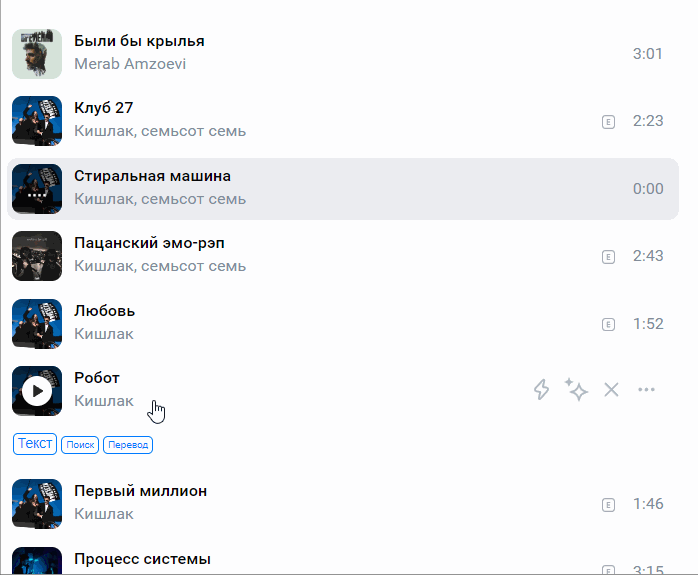 Были бы крылья
Merab Amzoevi
3:01
Клуб 27
Кишлак, семьсот семь
E 2:23
Стиральная машина
Кишлак, семьсот семь
0:00
Пацанский эмо-рэп
Кишлак, семьсот семь
E 2:43
Любовь
Кишлак
E 1:52
Робот
Кишлак
Текст Поиск Перевод
Первый миллион
Кишлак
E 1:46
Процесс системы
E 3:15